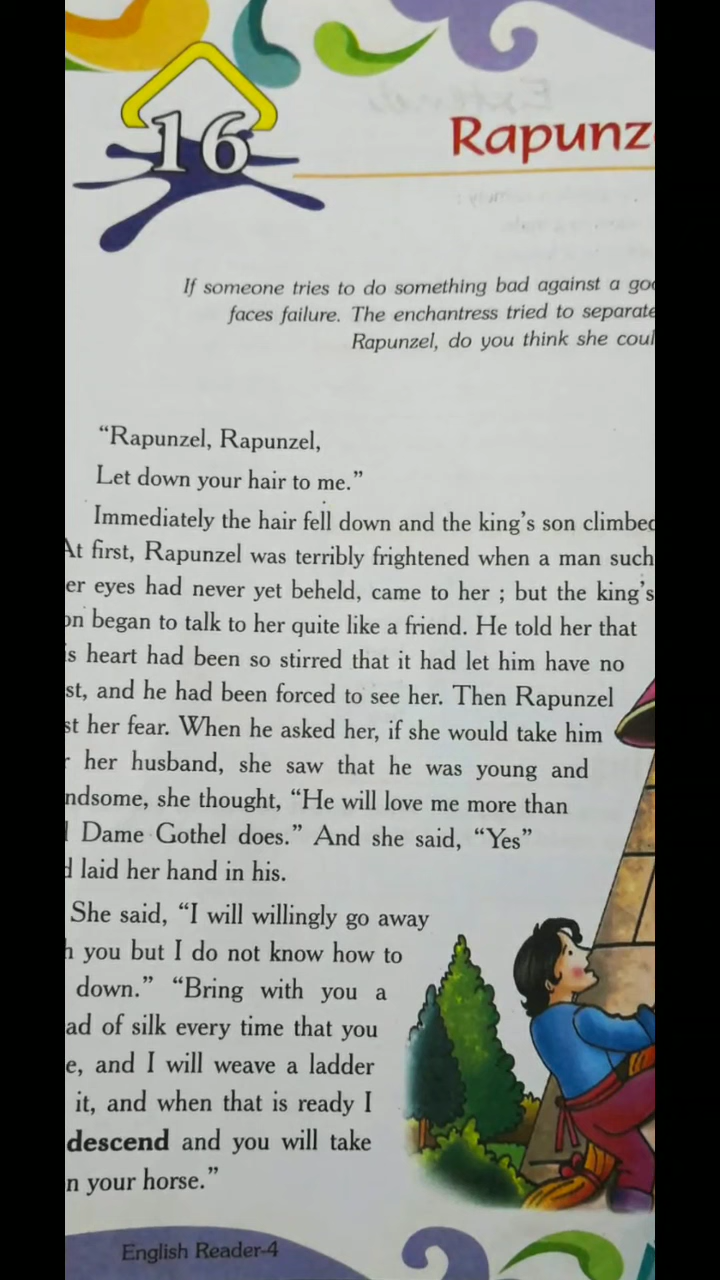 16
Rapunz
If someone tries to do something bad against a
faces failure. The enchantress tried to separate
Rapunzel, do you think she
“Rapunzel, Rapunzel,
Let down your hair to me.”
Immediately the hair fell down and the king's son climbed
At first, Rapunzel was terribly frightened when a man such
er eyes had never yet beheld, came to her ; but the king's
on began to talk to her quite like a friend. He told her that
s heart had been so stirred that it had let him have no
st, and he had been forced to see her. Then Rapunzel
st her fear. When he asked her, if she would take him
her husband, she saw that he was young and
ndsome, she thought, “He will love me more than
Dame Gothel does.” And she said, “Yes”
d laid her hand in his.
She said, “I will willingly go away
h you but I do not know how to
down.” “Bring with you a
ad of silk every time that you
e, and I will weave a ladder
it, and when that is ready I
descend and you will take
n your horse.”
English Reader-4